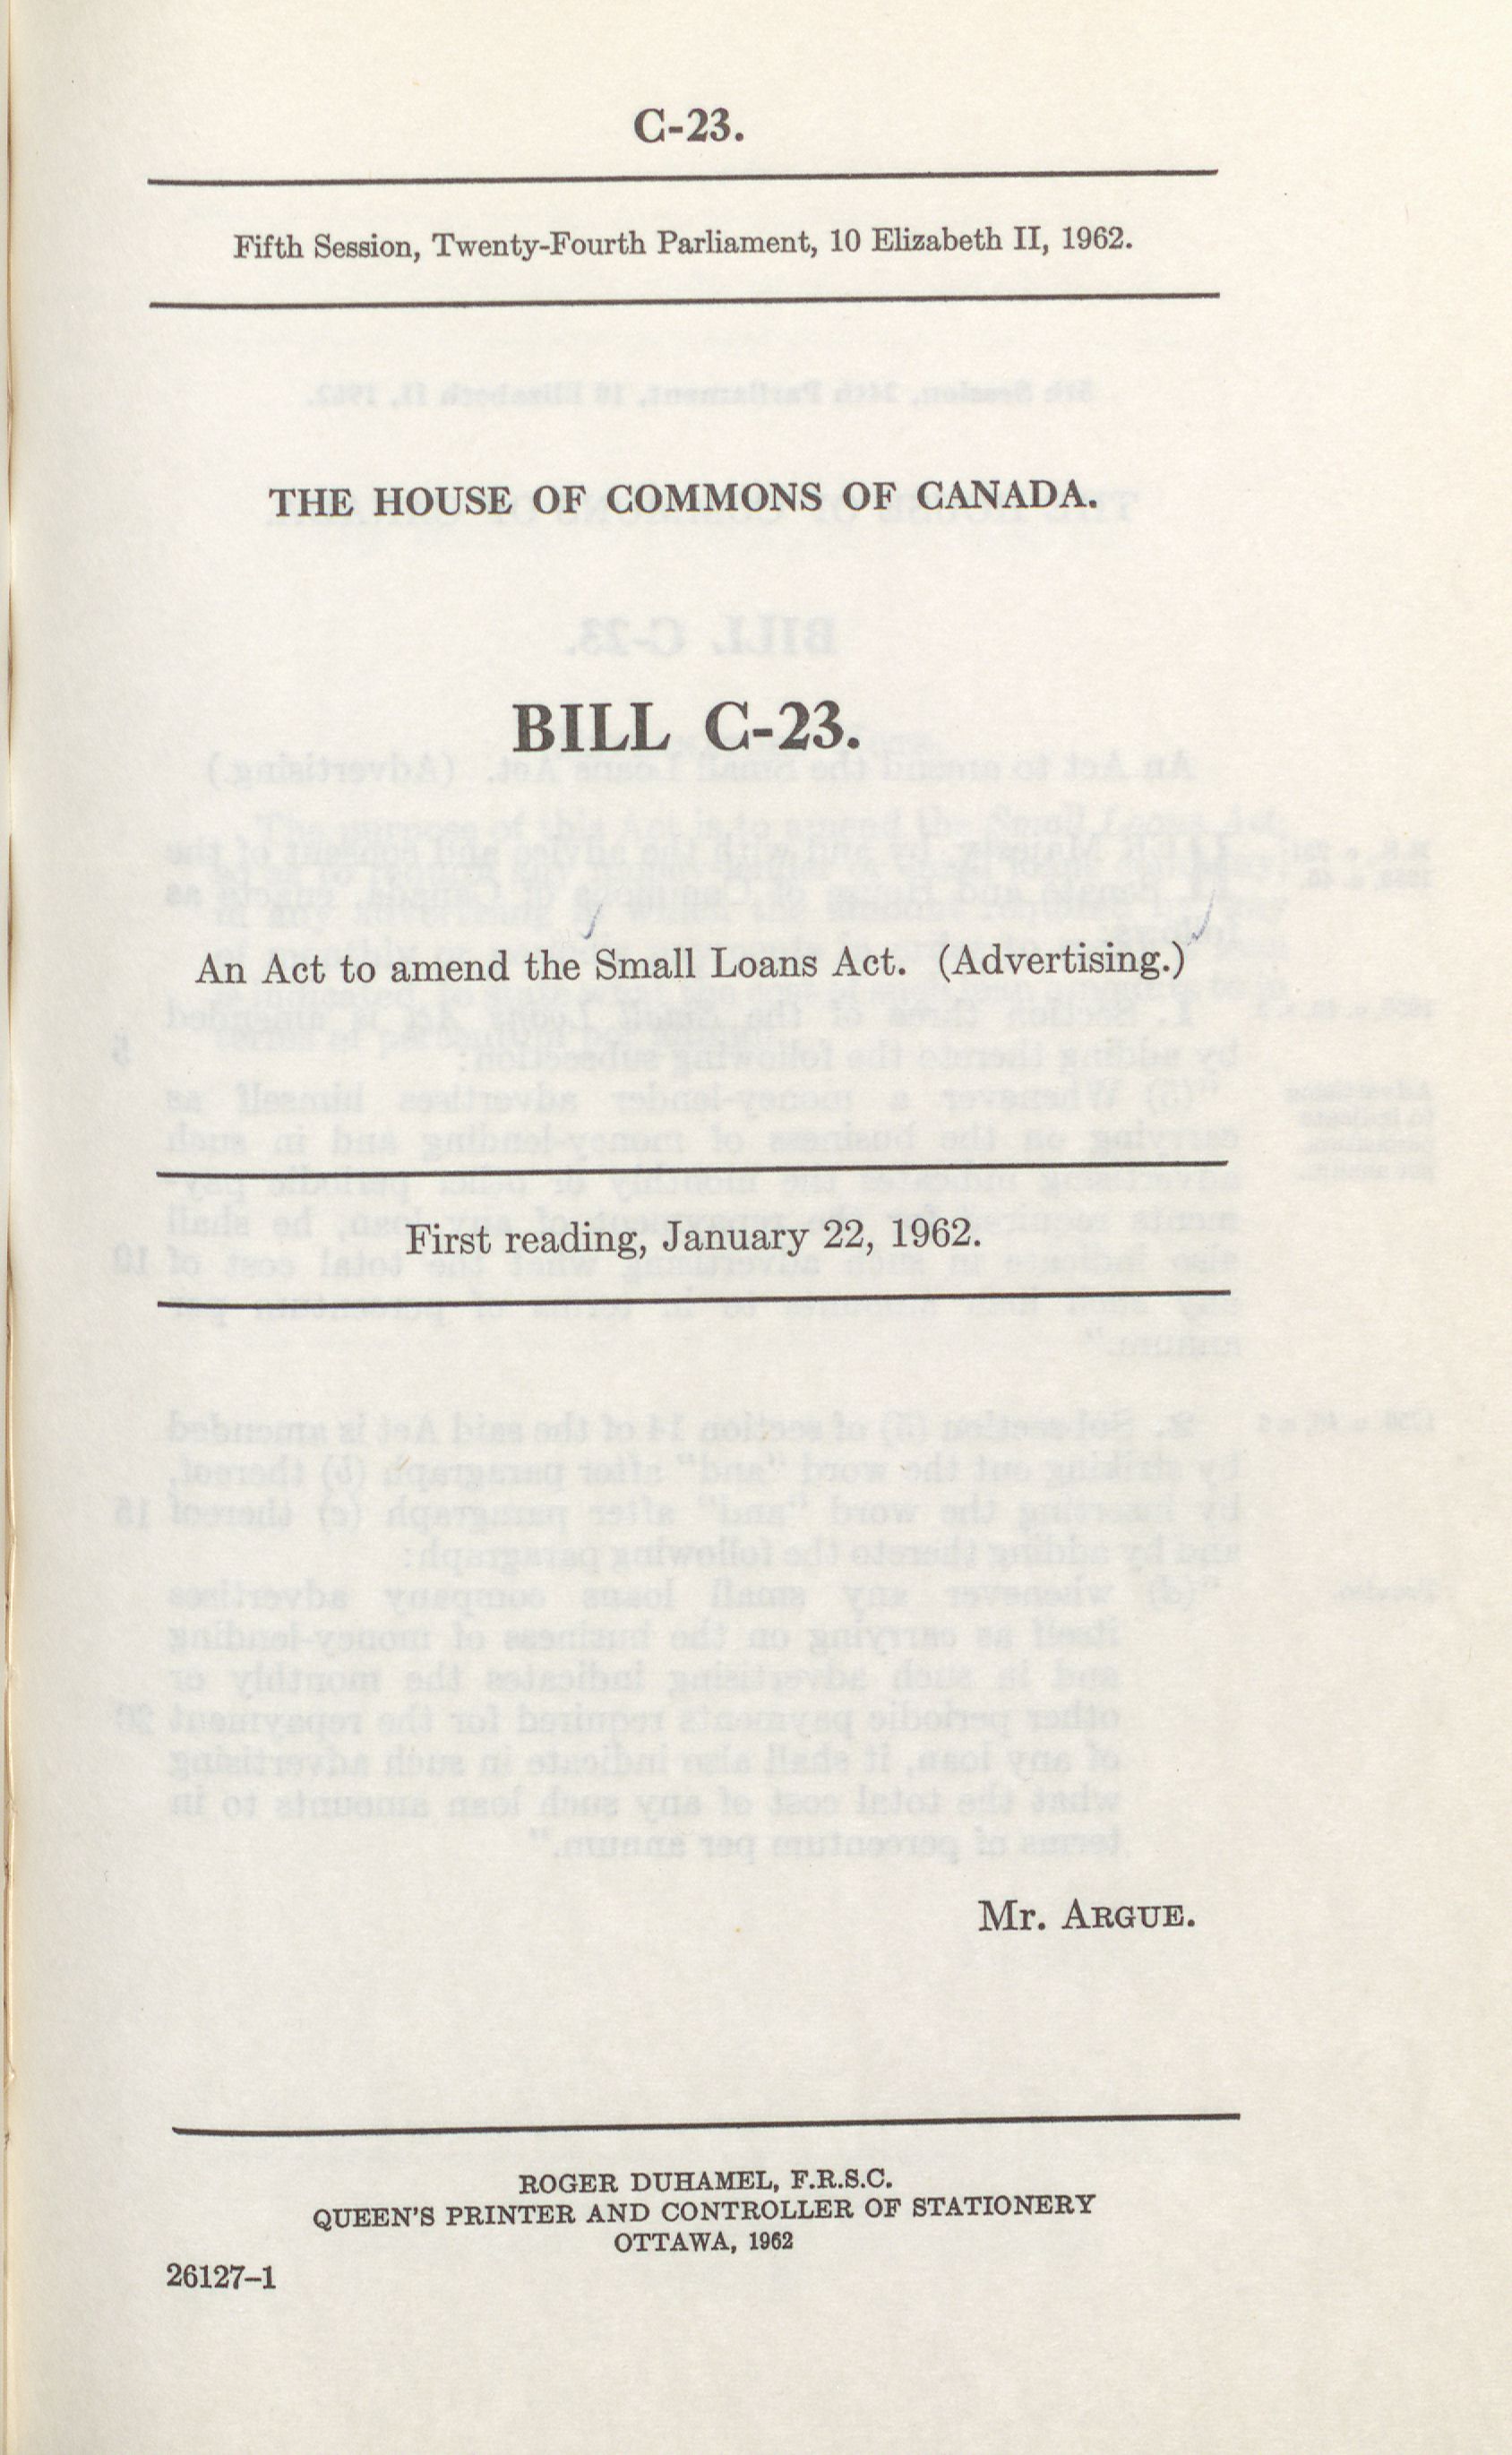 C-23.
Fifth Session, Twenty-Fourth Parliament, 10 Elizabeth II, 1962.
THE HOUSE OF COMMONS OF CANADA.
BILL C-23.
An Act to amend the Small Loans Act. (Advertising.)
First reading, January 22, 1962.
Mr. ARGUE.
ROGER DUHAMEL, F.R.S.C.
QUEEN'S PRINTER AND CONTROLLER OF STATIONERY
OTTAWA, 1962
26127-1